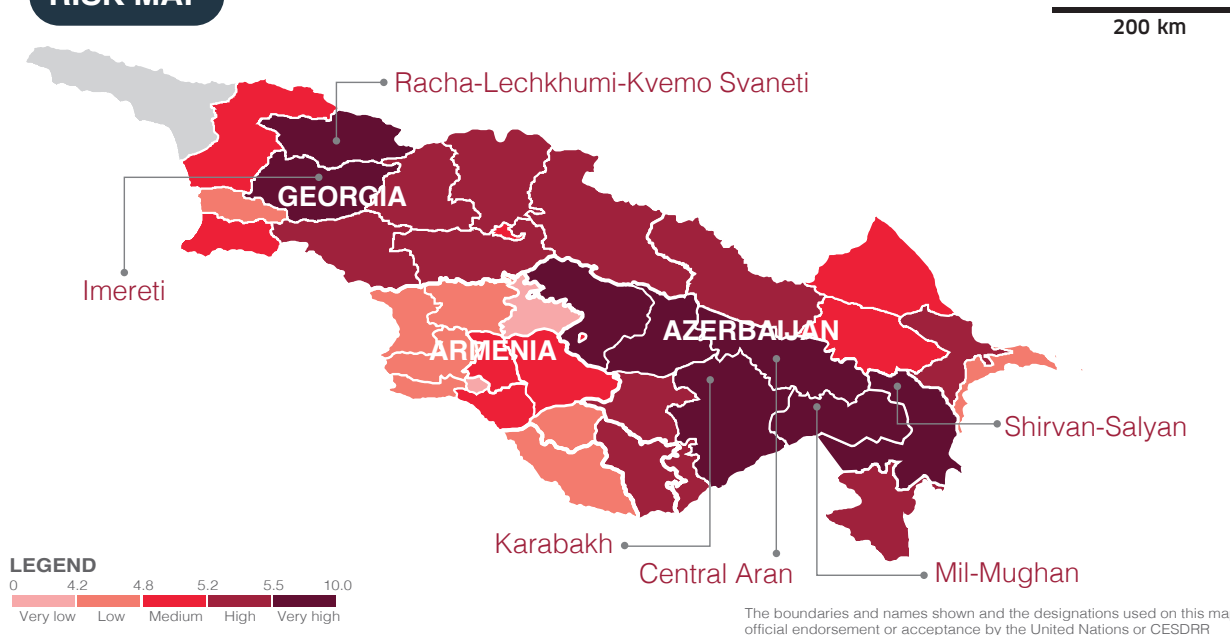 RISK MAP
200 km
Racha-Lechkhumi-Kvemo Svaneti
GEORGIA
Imereti
AZERBAIJAN
ARMENIA
Shirvan-Salyan
Karabakh
Central Aran
Mil-Mughan
LEGEND
0 4.2 4.8 5.2 5.5 10.0
Very low Low Medium High Very high
The boundaries and names shown and the designations used on this ma
official endorsement or acceptance by the United Nations or CESDRR